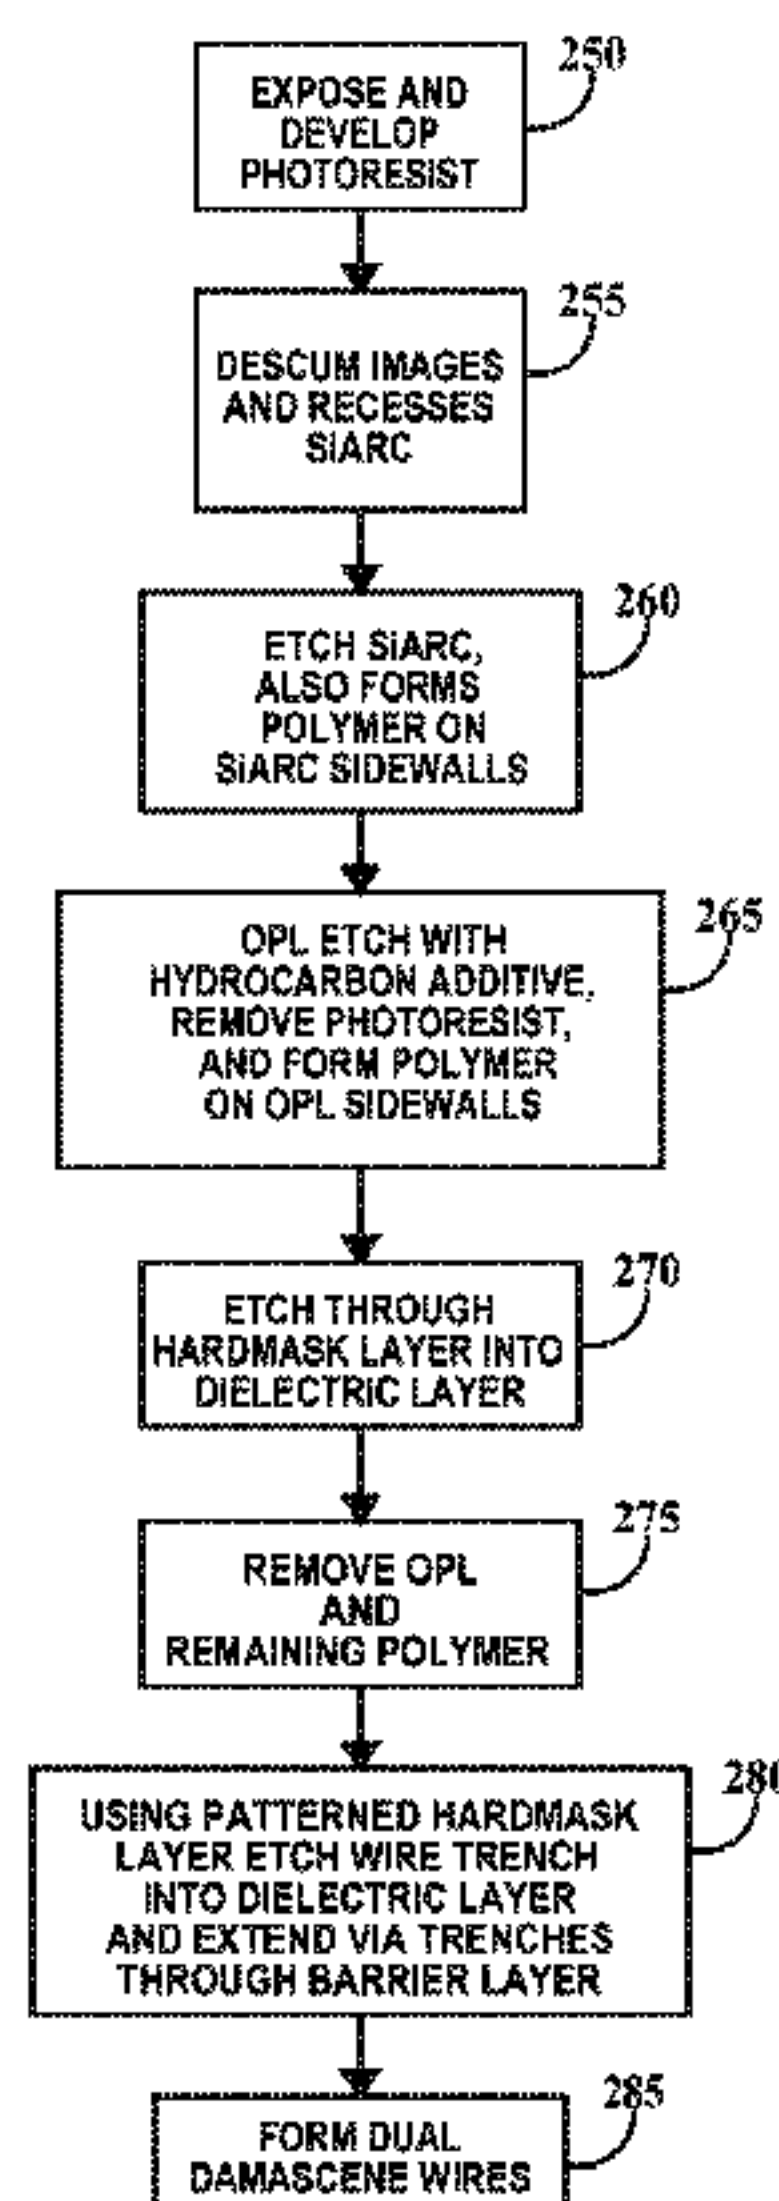 250
EXPOSE AND
DEVELOP
PHOTORESIST
255
DESCUM IMAGES
AND RECESSES
SiARC
260
ETCH SiARC,
ALSO FORMS
POLYMER ON
SiARC SIDEWALLS
265
OPL ETCH WITH
HYDROCARBON ADDITIVE,
REMOVE PHOTORESIST,
AND FORM POLYMER
ON OPL SIDEWALLS
270
ETCH THROUGH
HARDMASK LAYER INTO
DIELECTRIC LAYER
275
REMOVE OPL
AND
REMAINING POLYMER
280
USING PATTERNED HARDMASK
LAYER ETCH WIRE TRENCH
INTO DIELECTRIC LAYER
AND EXTEND VIA TRENCHES
THROUGH BARRIER LAYER
285
FORM DUAL
DAMASCENE WIRES